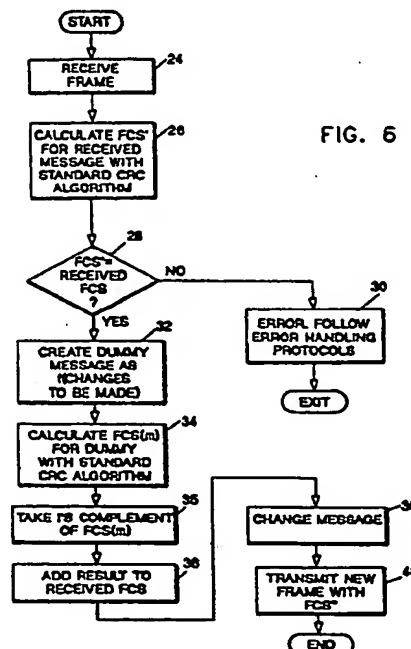 START
24
RECEIVE
FRAME
26
CALCULATE FCS"
FOR RECEIVED
MESSAGE WITH
STANDARD CRC
ALGORITHM
FIG. 6
28
FCS"=
RECEIVED
FCS
?
NO
YES
30
ERROR. FOLLOW
ERROR HANDLING
PROTOCOLS
EXIT
32
CREATE DUMMY
MESSAGE AS
f(CHANGES
TO BE MADE)
34
CALCULATE FCS(m)
FOR DUMMY
WITH STANDARD
CRC ALGORITHM
35
TAKE 1'S COMPLEMENT
OF FCS(m)
36
ADD RESULT TO
RECEIVED FCS
CHANGE MESSAGE
TRANSMIT NEW
FRAME WITH
FCS"
END